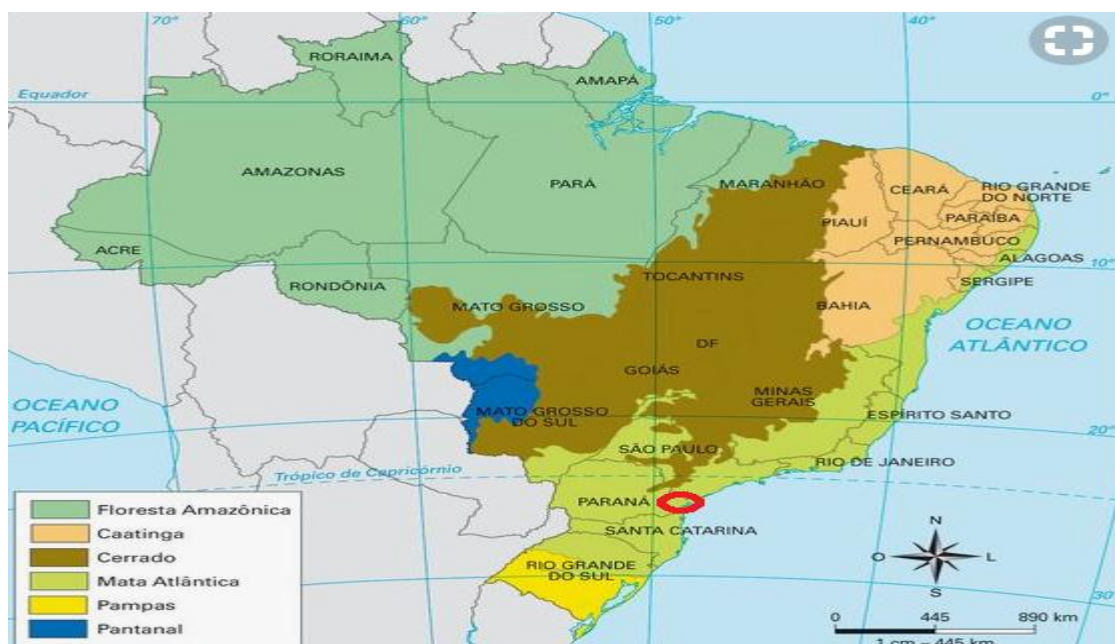 70°
60°
50°
40°
RORAIMA
AMAPÁ
Equador
0°
AMAZONAS
PARÁ
MARANHÃO
CEARÁ
RIO GRANDE
DO NORTE
PARAÍBA
PIAUÍ
PERNAMBUCO
ACRE
ALAGOAS
10°
RONDÔNIA
TOCANTINS
SERGIPE
MATO GROSSO
BAHIA
OCEANO
ATLÂNTICO
DF
GOIÁS
OCEANO
PACÍFICO
MINAS
GERAIS
MATO GROSSO
DO SUL
ESPÍRITO SANTO
20°
SÃO PAULO
RIO DE JANEIRO
Trópico de Capricórnio
PARANÁ
SANTA CATARINA
RIO GRANDE
DO SUL
Floresta Amazônica
Caatinga
Cerrado
Mata Atlântica
Pampas
Pantanal
N
O
L
S
30°
0
445
890 km
1 cm – 445 km